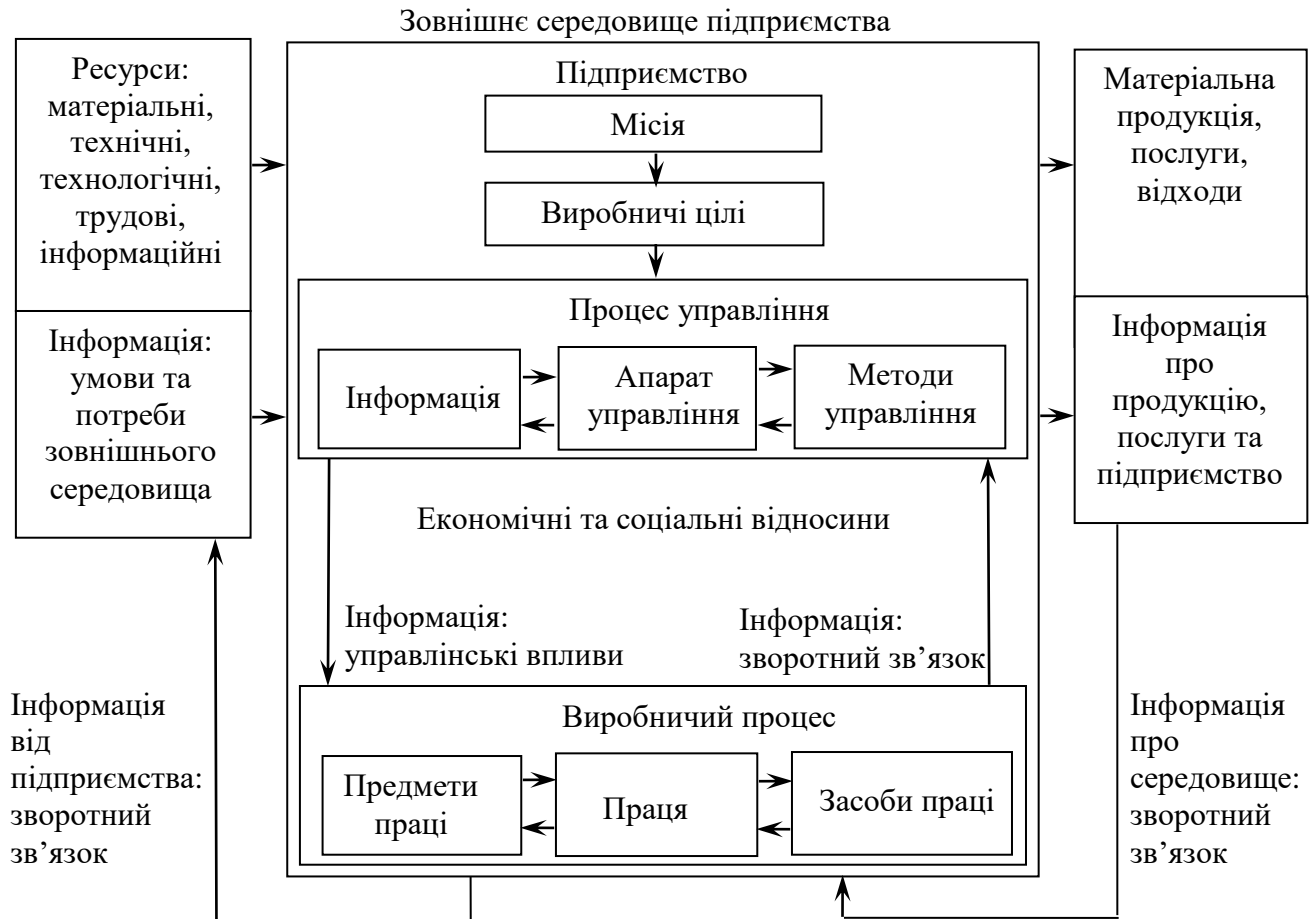 Зовнішнє середовище підприємства
Ресурси:
матеріальні,
технічні,
технологічні,
трудові,
інформаційні
Інформація:
умови та
потреби
зовнішнього
середовища
Підприємство
Місія
Виробничі цілі
Процес управління
Інформація
Апарат
управління
Методи
управління
Економічні та соціальні відносини
Інформація:
управлінські впливи
Інформація:
зворотний зв’язок
Виробничий процес
Предмети
праці
Праця
Засоби праці
Матеріальна
продукція,
послуги,
відходи
Інформація
про
продукцію,
послуги та
підприємство
Інформація
від
підприємства:
зворотний
зв’язок
Інформація
про
середовище:
зворотний
зв’язок